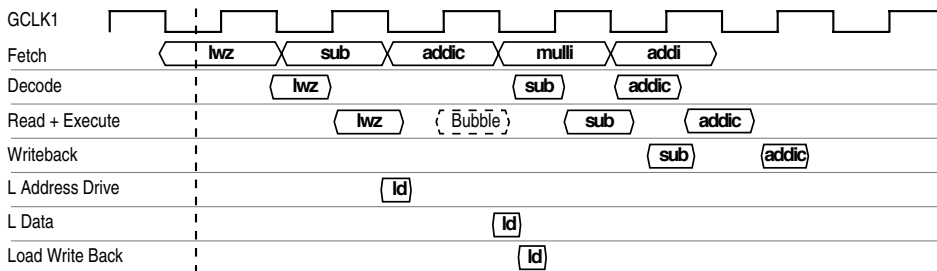 GCLK1
Fetch lwz sub addic mulli addi
Decode lwz sub addic
Read + Execute lwz Bubble sub addic
Writeback sub addic
L Address Drive ld
L Data ld
Load Write Back ld